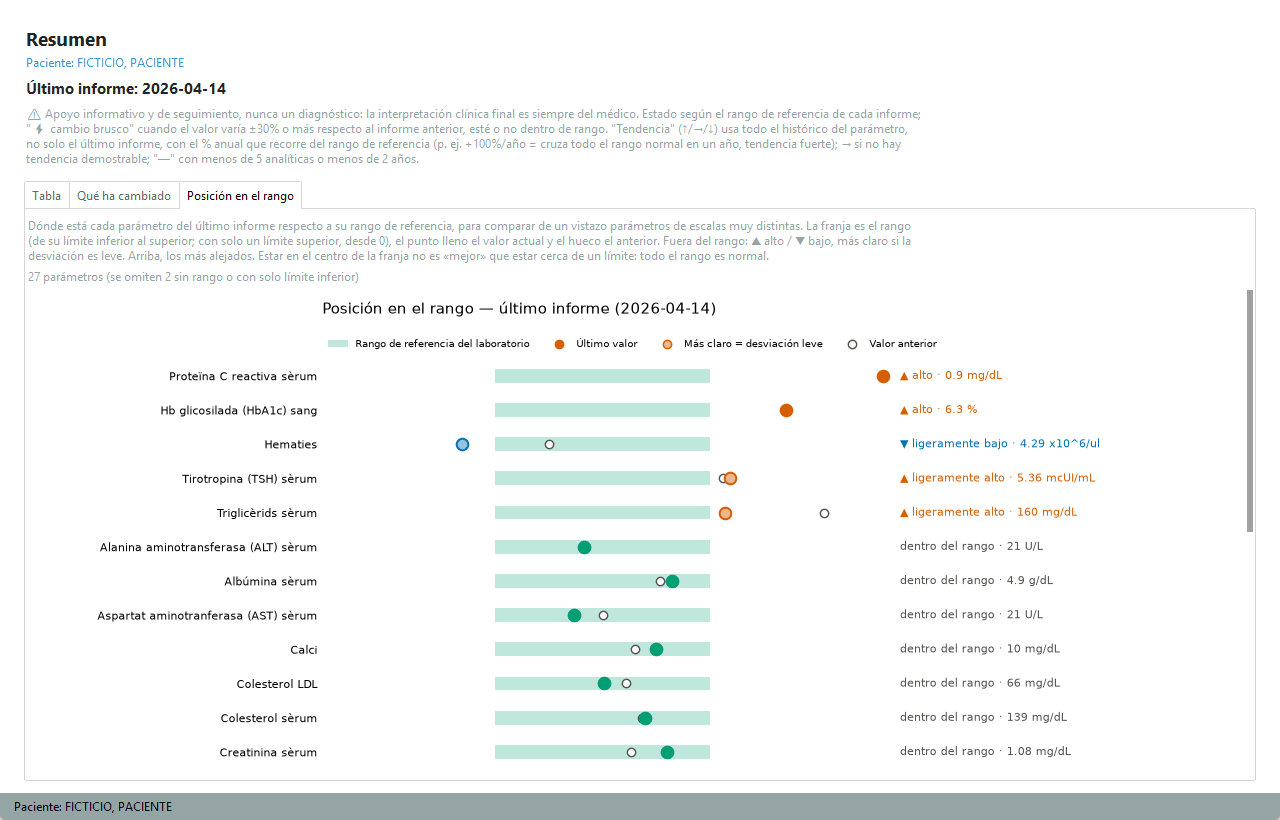 Resumen
Paciente: FICTICIO, PACIENTE
Último informe: 2026-04-14
⚠ Apoyo informativo y de seguimiento, nunca un diagnóstico: la interpretación clínica final es siempre del médico. Estado según el rango de referencia de cada informe;
"⚡ cambio brusco" cuando el valor varía ±30% o más respecto al informe anterior, esté o no dentro de rango. "Tendencia" (↑/→/↓) usa todo el histórico del parámetro,
no solo el último informe, con el % anual que recorre del rango de referencia (p. ej. +100%/año = cruza todo el rango normal en un año, tendencia fuerte); → si no hay
tendencia demostrable; "—" con menos de 5 analíticas o menos de 2 años.
Tabla Qué ha cambiado Posición en el rango
Dónde está cada parámetro del último informe respecto a su rango de referencia, para comparar de un vistazo parámetros de escalas muy distintas. La franja es el rango
(de su límite inferior al superior; con solo un límite superior, desde 0), el punto lleno el valor actual y el hueco el anterior. Fuera del rango: ▲ alto / ▼ bajo, más claro si la
desviación es leve. Arriba, los más alejados. Estar en el centro de la franja no es «mejor» que estar cerca de un límite: todo el rango es normal.
27 parámetros (se omiten 2 sin rango o con solo límite inferior)
Posición en el rango — último informe (2026-04-14)
Rango de referencia del laboratorio Último valor Más claro = desviación leve Valor anterior
Proteïna C reactiva sèrum ▲ alto · 0.9 mg/dL
Hb glicosilada (HbA1c) sang ▲ alto · 6.3 %
Hematies ▼ ligeramente bajo · 4.29 x10^6/ul
Tirotropina (TSH) sèrum ▲ ligeramente alto · 5.36 mcUI/mL
Triglicèrids sèrum ▲ ligeramente alto · 160 mg/dL
Alanina aminotransferasa (ALT) sèrum dentro del rango · 21 U/L
Albúmina sèrum dentro del rango · 4.9 g/dL
Aspartat aminotranferasa (AST) sèrum dentro del rango · 21 U/L
Calci dentro del rango · 10 mg/dL
Colesterol LDL dentro del rango · 66 mg/dL
Colesterol sèrum dentro del rango · 139 mg/dL
Creatinina sèrum dentro del rango · 1.08 mg/dL
Paciente: FICTICIO, PACIENTE